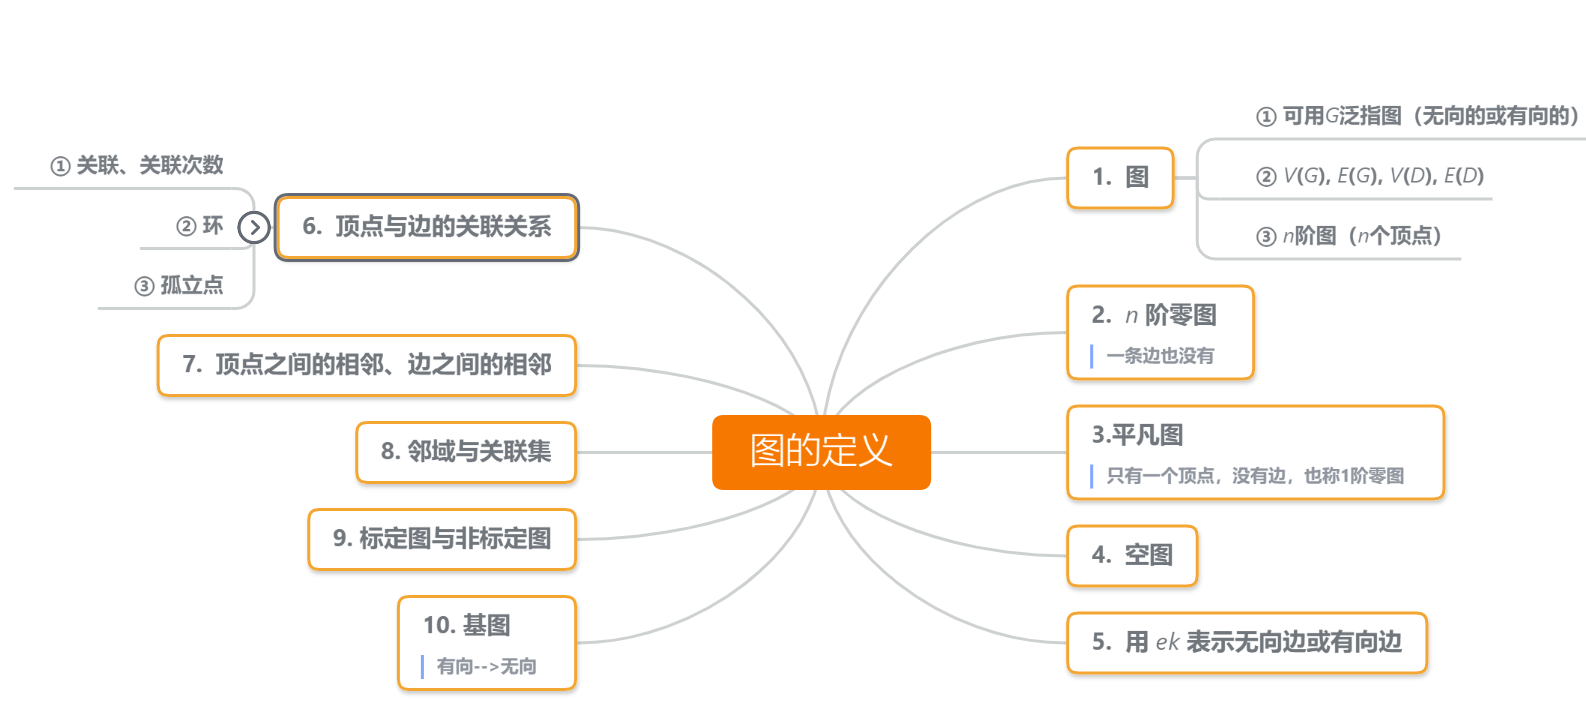 图的定义
1. 图
① 可用G泛指图（无向的或有向的）
② V(G), E(G), V(D), E(D)
③ n阶图（n个顶点）
2. n 阶零图
一条边也没有
3.平凡图
只有一个顶点，没有边，也称1阶零图
4. 空图
5. 用 ek 表示无向边或有向边
6. 顶点与边的关联关系
① 关联、关联次数
② 环
③ 孤立点
7. 顶点之间的相邻、边之间的相邻
8. 邻域与关联集
9. 标定图与非标定图
10. 基图
有向-->无向